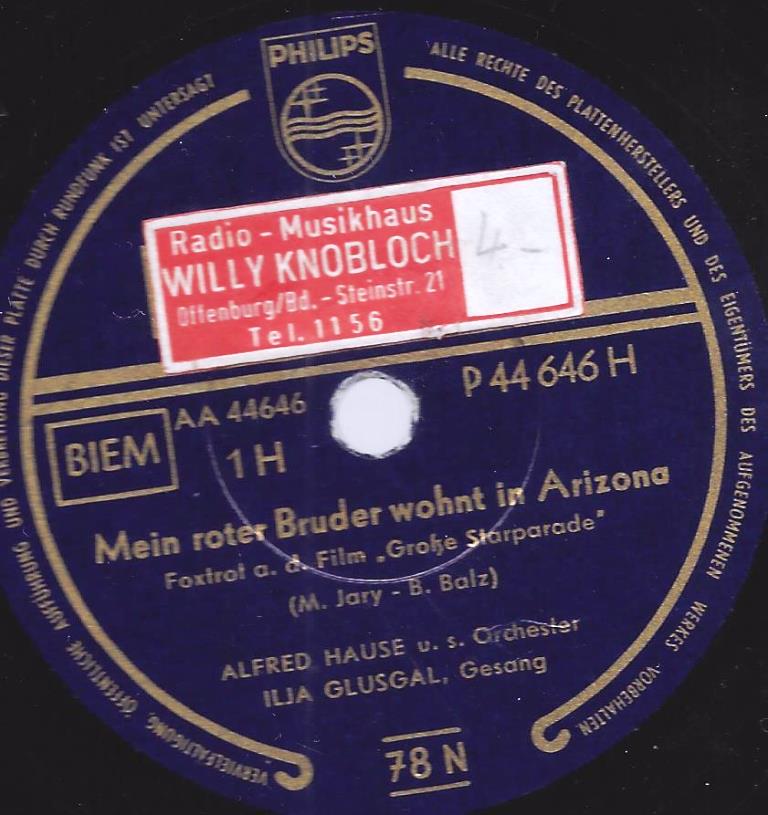 PHILIPS
ALLE RECHTE DES PLATTENHERSTELLERS UND DES EIGENTÜMERS DES AUFGENOMMENEN WERKES VORBEHALTEN
VERVIELFÄLTIGUNG, ÖFFENTLICHE AUFFÜHRUNG UND VERBREITUNG DIESER PLATTE DURCH RUNDFUNK IST UNTERSAGT
Radio - Musikhaus
WILLY KNOBLOCH
Offenburg/Bd. - Steinstr. 21
Tel. 1156
4.-
BIEM
AA 44646
P 44 646 H
1 H
Mein roter Bruder wohnt in Arizona
Foxtrot a. d. Film „Große Starparade"
(M. Jary - B. Balz)
ALFRED HAUSE u. s. Orchester
ILJA GLUSGAL, Gesang
78 N